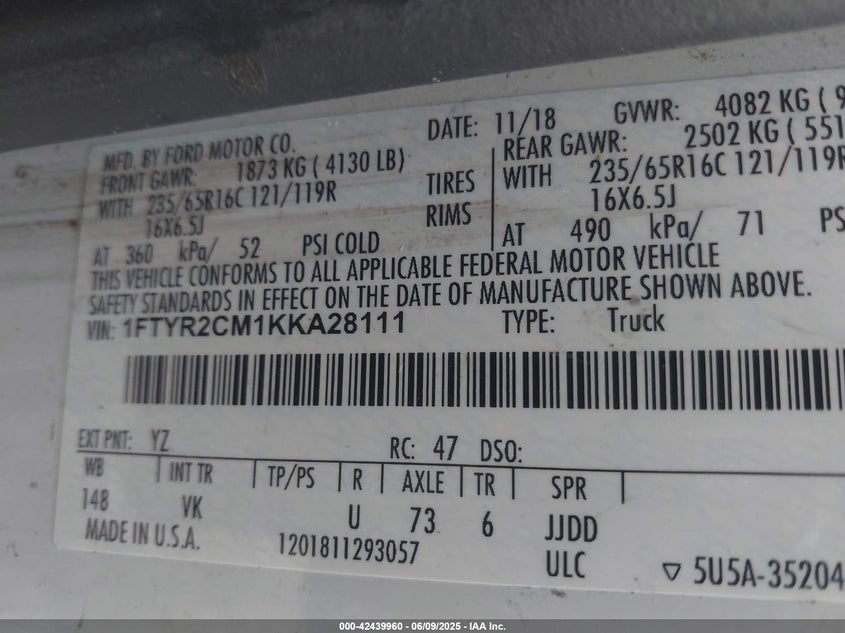 MFD. BY FORD MOTOR CO.
DATE: 11/18 GVWR: 4082 KG ( 9
FRONT GAWR: 1873 KG ( 4130 LB)
REAR GAWR: 2502 KG ( 551
WITH 235/65R16C 121/119R TIRES
WITH 235/65R16C 121/119R
16X6.5J RIMS
16X6.5J
AT 360 kPa/ 52 PSI COLD
AT 490 kPa/ 71 PS
THIS VEHICLE CONFORMS TO ALL APPLICABLE FEDERAL MOTOR VEHICLE
SAFETY STANDARDS IN EFFECT ON THE DATE OF MANUFACTURE SHOWN ABOVE.
VIN: 1FTYR2CM1KKA28111 TYPE: Truck
EXT PNT: YZ RC: 47 DSO:
WB INT TR TP/PS R AXLE TR SPR
148 VK U 73 6 JJDD
MADE IN U.S.A. 1201811293057 ULC ▽ 5U5A-35204
000-42439960 - 06/09/2025 - IAA Inc.